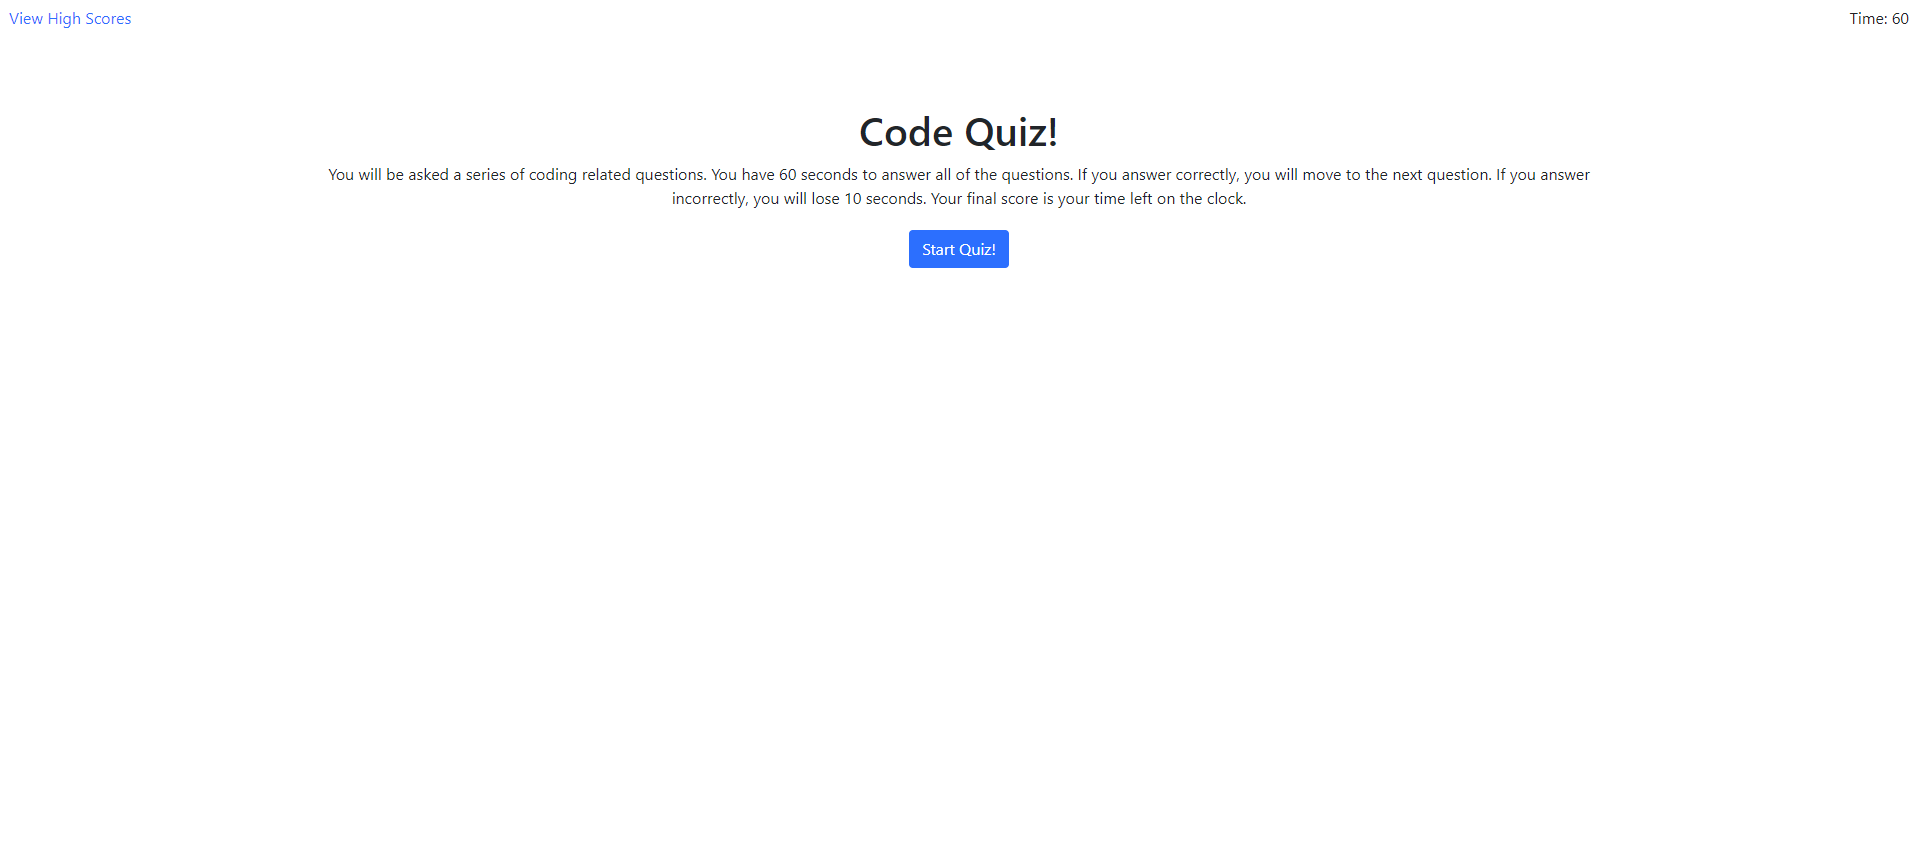 View High Scores
Time: 60
Code Quiz!
You will be asked a series of coding related questions. You have 60 seconds to answer all of the questions. If you answer correctly, you will move to the next question. If you answer
incorrectly, you will lose 10 seconds. Your final score is your time left on the clock.
Start Quiz!